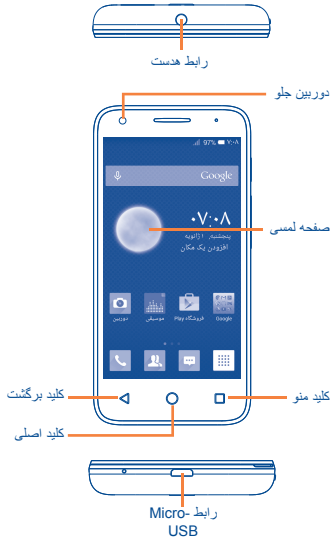 رابط هدست
دوربین جلو
97% ۷:۰۸
Google
۰۷:۰۸
پنجشنبه, ۱ ژانویه
افزودن یک مکان
صفحه لمسی
دوربین
موسیقی
فروشگاه Play
Google
کلید برگشت
کلید منو
کلید اصلی
رابط Micro-
USB